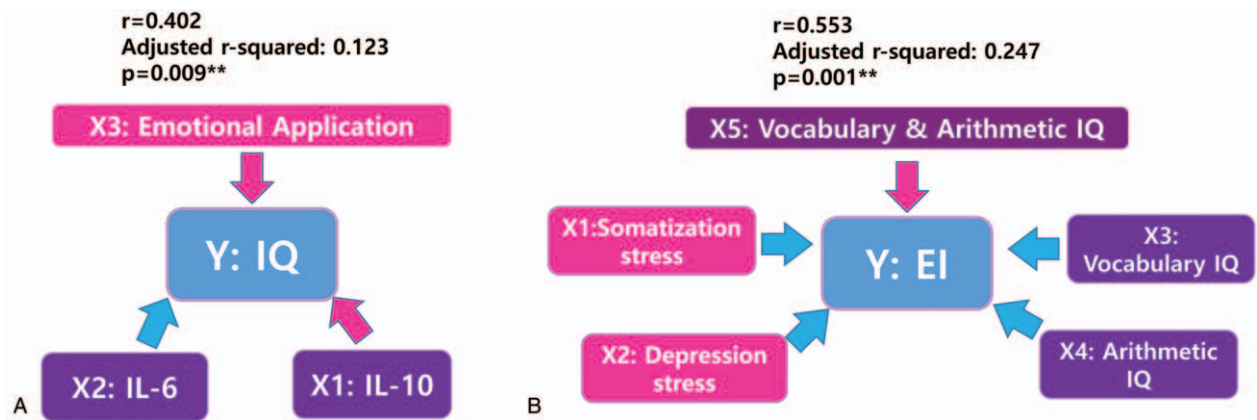 r=0.402
Adjusted r-squared: 0.123
p=0.009**
X3: Emotional Application
Y: IQ
X2: IL-6
X1: IL-10
A
r=0.553
Adjusted r-squared: 0.247
p=0.001**
X5: Vocabulary & Arithmetic IQ
X1:Somatization
stress
Y: EI
X3:
Vocabulary IQ
X2: Depression
stress
X4: Arithmetic
IQ
B